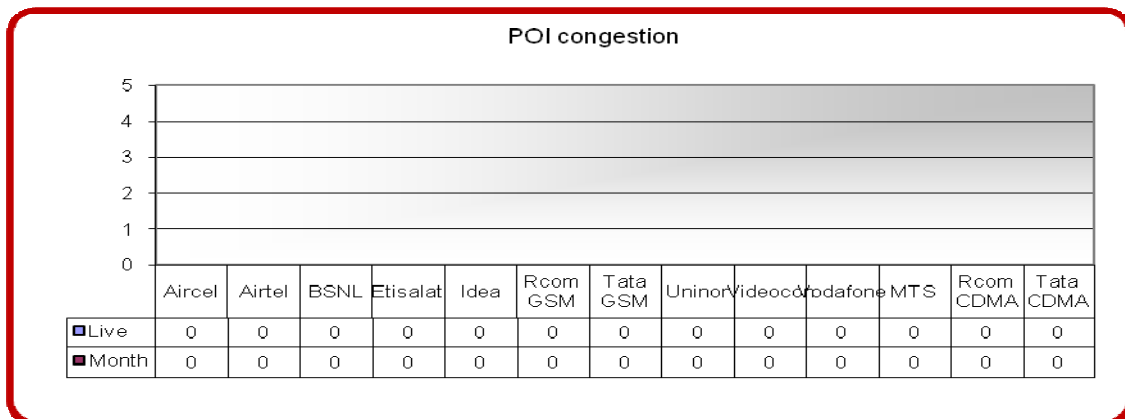 POI congestion
5
4
3
2
1
0
Aircel Airtel BSNL Etisalat Idea Rcom GSM Tata GSM Uninor Videocon Vodafone MTS Rcom CDMA Tata CDMA
Live 0 0 0 0 0 0 0 0 0 0 0 0 0
Month 0 0 0 0 0 0 0 0 0 0 0 0 0